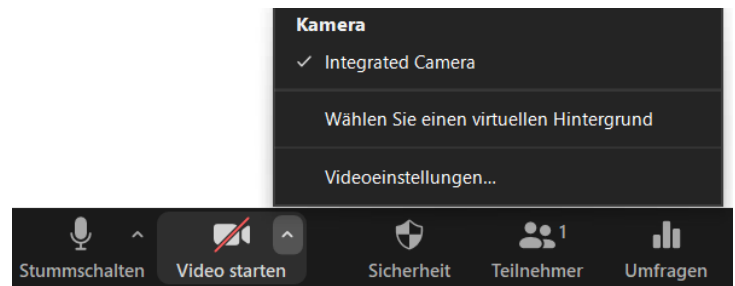 Kamera
Integrated Camera
Wählen Sie einen virtuellen Hintergrund
Videoeinstellungen...
1
Stummschalten Video starten Sicherheit Teilnehmer Umfragen